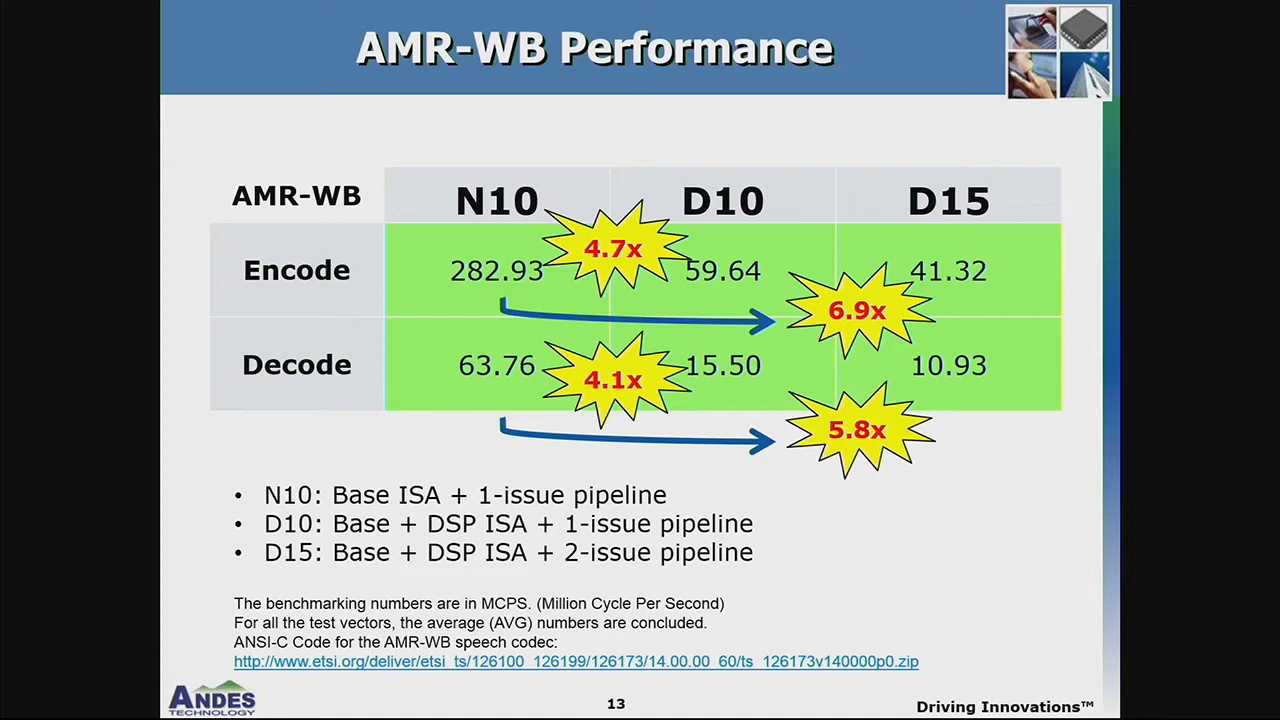 AMR-WB Performance
AMR-WB N10 D10 D15
Encode 282.93 4.7x 59.64 6.9x 41.32
Decode 63.76 4.1x 15.50 5.8x 10.93
• N10: Base ISA + 1-issue pipeline
• D10: Base + DSP ISA + 1-issue pipeline
• D15: Base + DSP ISA + 2-issue pipeline
The benchmarking numbers are in MCPS. (Million Cycle Per Second)
For all the test vectors, the average (AVG) numbers are concluded.
ANSI-C Code for the AMR-WB speech codec:
http://www.etsi.org/deliver/etsi_ts/126100_126199/126173/14.00.00_60/ts_126173v140000p0.zip
ANDES
TECHNOLOGY
13
Driving Innovations™